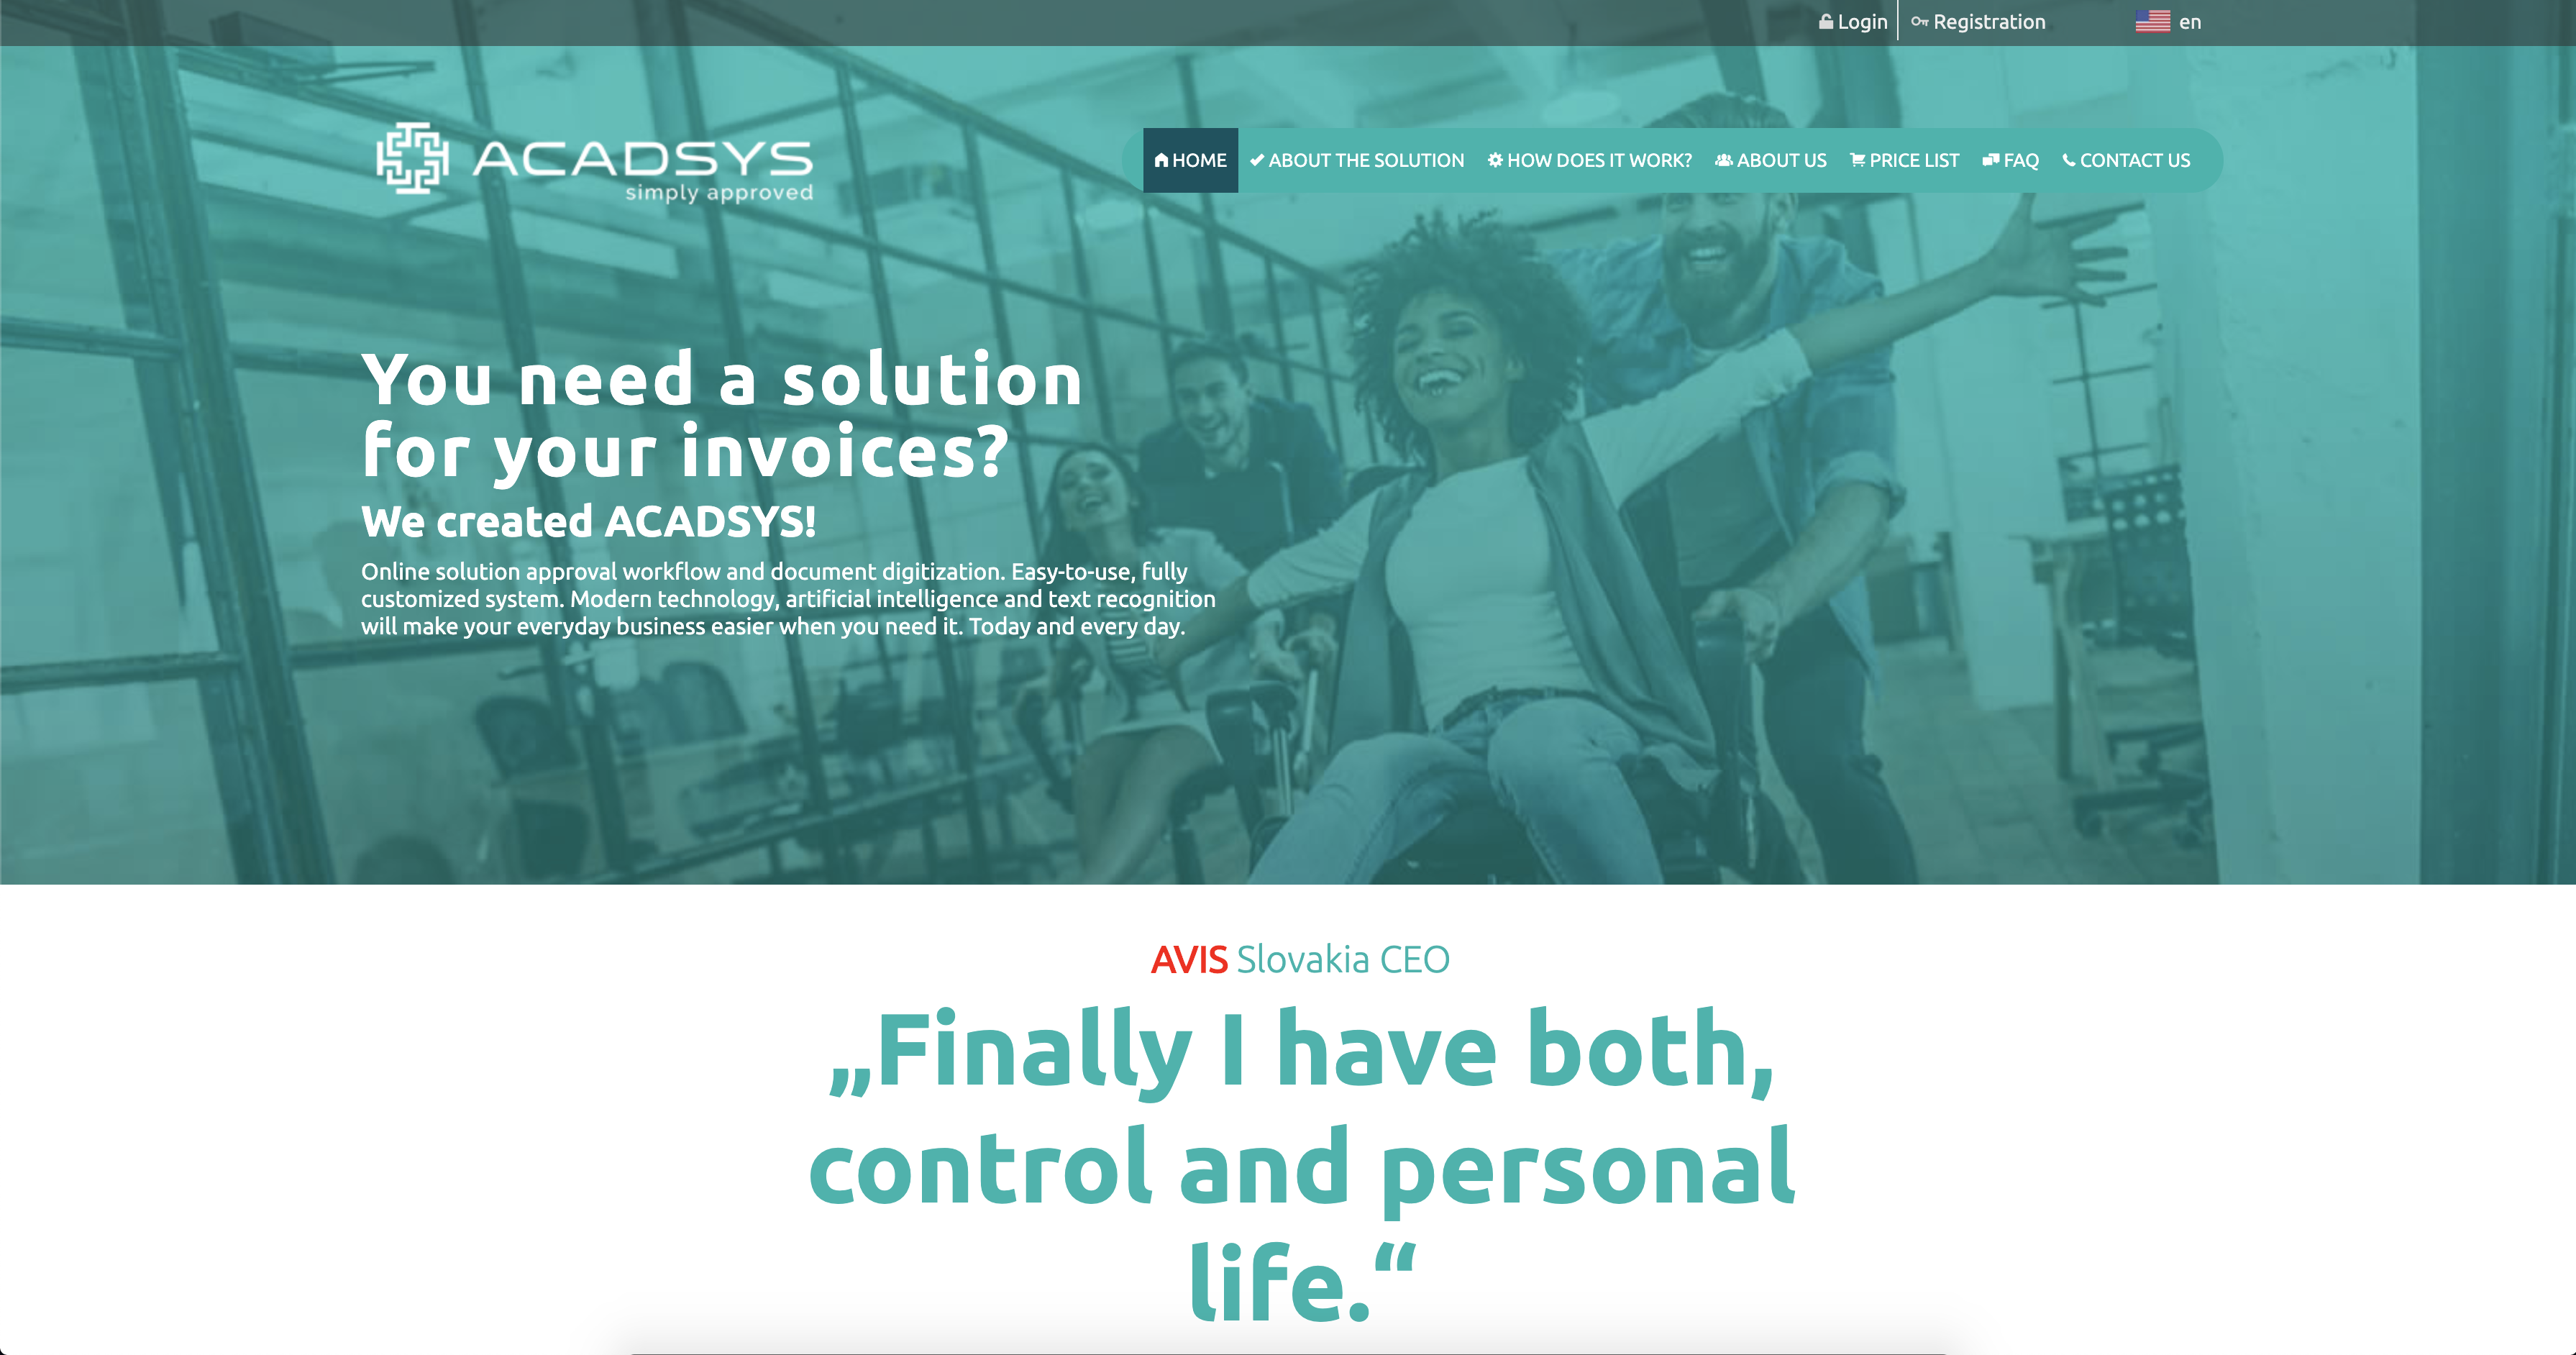 Login
Registration
en
ACADSYS
simply approved
HOME
ABOUT THE SOLUTION
HOW DOES IT WORK?
ABOUT US
PRICE LIST
FAQ
CONTACT US
You need a solution
for your invoices?
We created ACADSYS!
Online solution approval workflow and document digitization. Easy-to-use, fully
customized system. Modern technology, artificial intelligence and text recognition
will make your everyday business easier when you need it. Today and every day.
AVIS Slovakia CEO
„Finally I have both,
control and personal
life.“